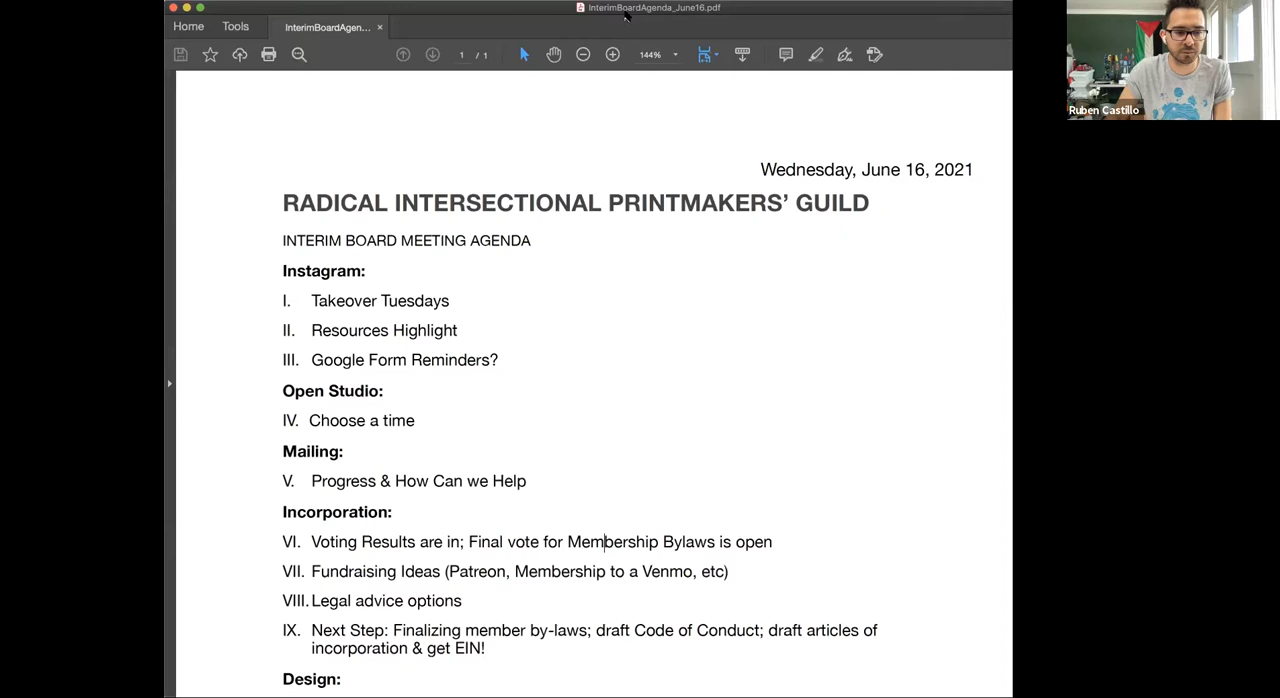 InterimBoardAgenda_June16.pdf
Home Tools InterimBoardAgen... ×
1 / 1 144%
Ruben Castillo
Wednesday, June 16, 2021
RADICAL INTERSECTIONAL PRINTMAKERS’ GUILD
INTERIM BOARD MEETING AGENDA
Instagram:
I. Takeover Tuesdays
II. Resources Highlight
III. Google Form Reminders?
Open Studio:
IV. Choose a time
Mailing:
V. Progress & How Can we Help
Incorporation:
VI. Voting Results are in; Final vote for Membership Bylaws is open
VII. Fundraising Ideas (Patreon, Membership to a Venmo, etc)
VIII. Legal advice options
IX. Next Step: Finalizing member by-laws; draft Code of Conduct; draft articles of
incorporation & get EIN!
Design: